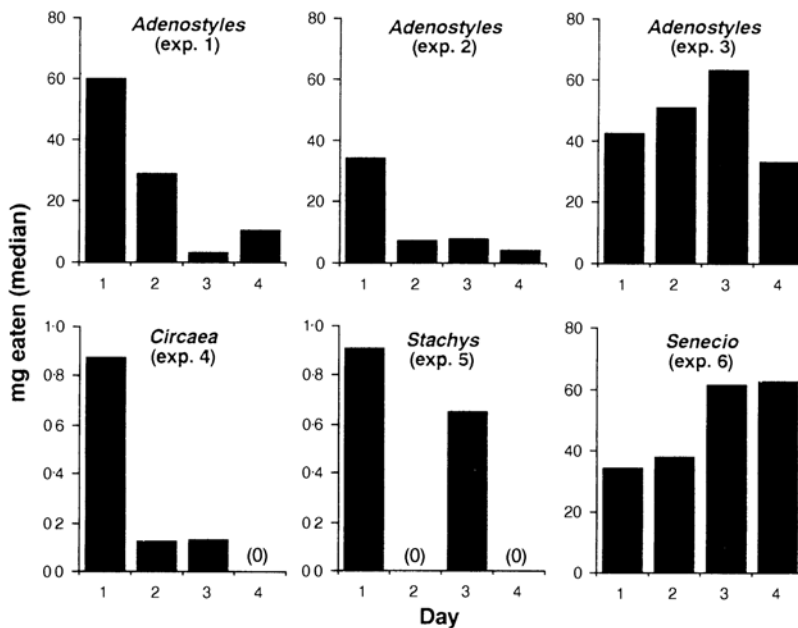 Adenostyles
(exp. 1)
80
60
40
20
0
1 2 3 4
Adenostyles
(exp. 2)
80
60
40
20
0
1 2 3 4
Adenostyles
(exp. 3)
80
60
40
20
0
1 2 3 4
mg eaten (median)
Circaea
(exp. 4)
1·0
0·8
0·6
0·4
0·2
0·0
(0)
1 2 3 4
Stachys
(exp. 5)
1·0
0·8
0·6
0·4
0·2
0·0
(0) (0)
1 2 3 4
Senecio
(exp. 6)
80
60
40
20
0
1 2 3 4
Day